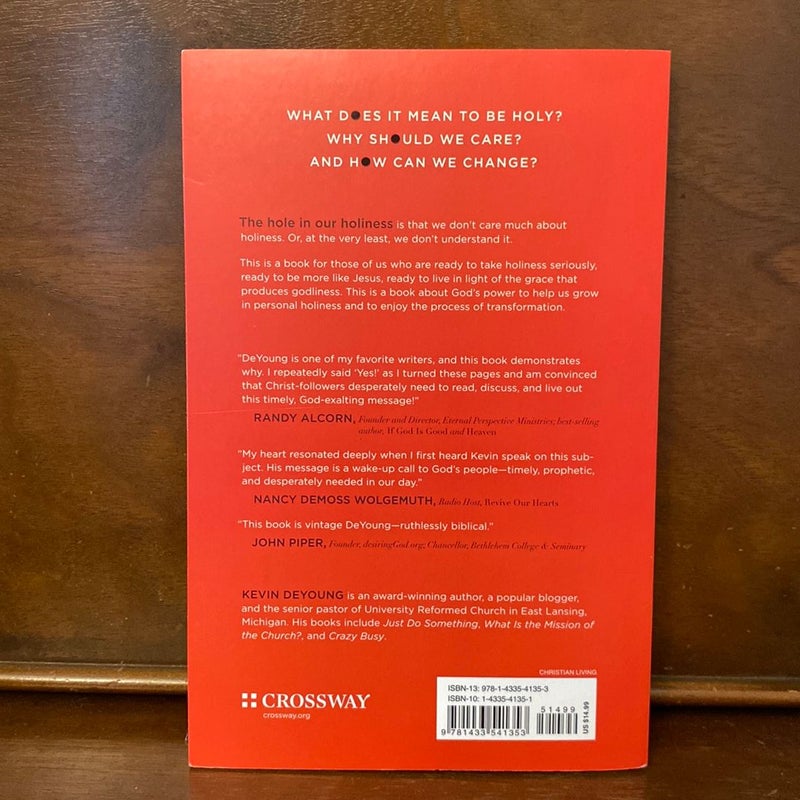 WHAT DOES IT MEAN TO BE HOLY?
WHY SHOULD WE CARE?
AND HOW CAN WE CHANGE?
The hole in our holiness is that we don't care much about
holiness. Or, at the very least, we don't understand it.
This is a book for those of us who are ready to take holiness seriously,
ready to be more like Jesus, ready to live in light of the grace that
produces godliness. This is a book about God's power to help us grow
in personal holiness and to enjoy the process of transformation.
"DeYoung is one of my favorite writers, and this book demonstrates
why. I repeatedly said 'Yes!' as I turned these pages and am convinced
that Christ-followers desperately need to read, discuss, and live out
this timely, God-exalting message!"
RANDY ALCORN, Founder and Director, Eternal Perspective Ministries; best-selling
author, If God Is Good and Heaven
"My heart resonated deeply when I first heard Kevin speak on this sub-
ject. His message is a wake-up call to God's people—timely, prophetic,
and desperately needed in our day."
NANCY DEMOSS WOLGEMUTH, Radio Host, Revive Our Hearts
"This book is vintage DeYoung—ruthlessly biblical."
JOHN PIPER, Founder, desiringGod.org; Chancellor, Bethlehem College & Seminary
KEVIN DEYOUNG is an award-winning author, a popular blogger,
and the senior pastor of University Reformed Church in East Lansing,
Michigan. His books include Just Do Something, What Is the Mission of
the Church?, and Crazy Busy.
CHRISTIAN LIVING
CROSSWAY
crossway.org
ISBN-13: 978-1-4335-4135-3
ISBN-10: 1-4335-4135-1
51499
9 781433 541353
US $14.99